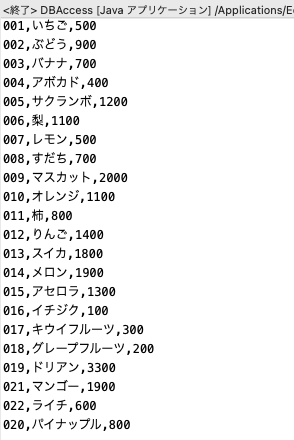 <終了> DBAccess [Java アプリケーション] /Applications/E
001,いちご,500
002,ぶどう,900
003,バナナ,700
004,アボカド,400
005,サクランボ,1200
006,梨,1100
007,レモン,500
008,すだち,700
009,マスカット,2000
010,オレンジ,1100
011,柿,800
012,りんご,1400
013,スイカ,1800
014,メロン,1900
015,アセロラ,1300
016,イチジク,100
017,キウイフルーツ,300
018,グレープフルーツ,200
019,ドリアン,3300
021,マンゴー,1900
022,ライチ,600
020,パイナップル,800